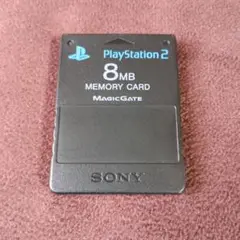 PlayStation 2
8MB
MEMORY CARD
MAGICGATE
SONY